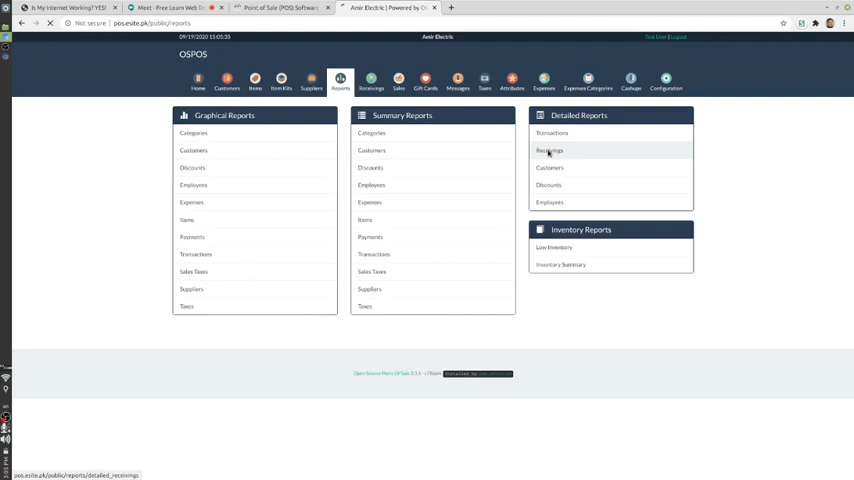 Is My Internet Working? YES!
Meet - Free Learn Web D
Point of Sale (POS) Software
Amir Electric | Powered by O
Not secure
pos.esite.pk/public/reports
09/19/2020 15:05:35
Amir Electric
Test User | Logout
OSPOS
Home
Customers
Items
Item Kits
Suppliers
Reports
Receivings
Sales
Gift Cards
Messages
Taxes
Attributes
Expenses
Expenses Categories
Cashups
Configuration
Graphical Reports
Categories
Customers
Discounts
Employees
Expenses
Items
Payments
Transactions
Sales Taxes
Suppliers
Taxes
Summary Reports
Categories
Customers
Discounts
Employees
Expenses
Items
Payments
Transactions
Sales Taxes
Suppliers
Taxes
Detailed Reports
Transactions
Receivings
Customers
Discounts
Employees
Inventory Reports
Low Inventory
Inventory Summary
Open Source Point Of Sale
Installed by
pos.esite.pk/public/reports/detailed_receivings